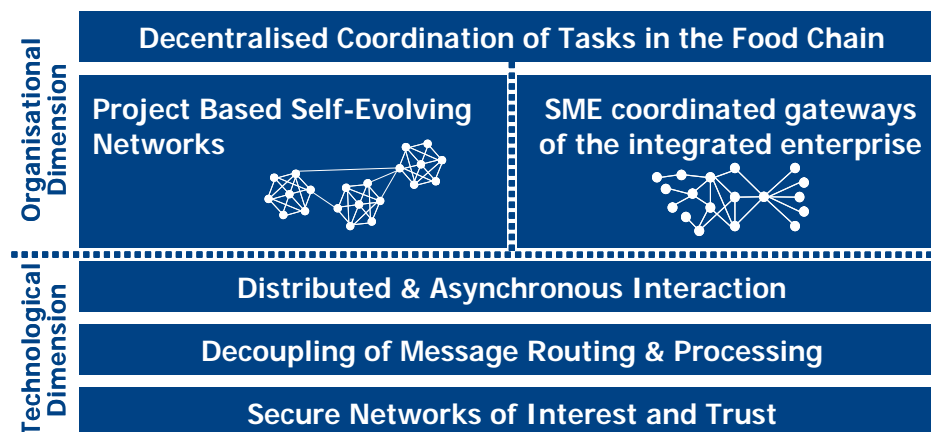 Organisational
Dimension
Decentralised Coordination of Tasks in the Food Chain
Project Based Self-Evolving
Networks
SME coordinated gateways
of the integrated enterprise
Technological
Dimension
Distributed & Asynchronous Interaction
Decoupling of Message Routing & Processing
Secure Networks of Interest and Trust